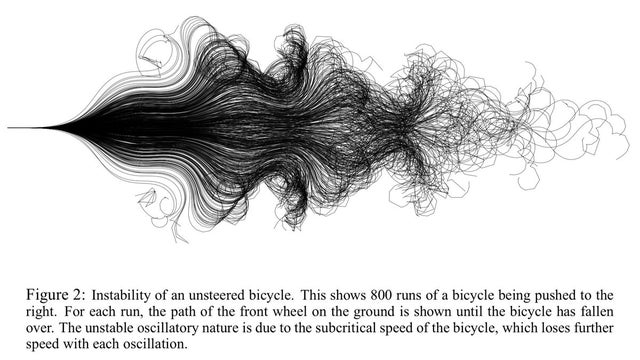 Figure 2: Instability of an unsteered bicycle. This shows 800 runs of a bicycle being pushed to the
right. For each run, the path of the front wheel on the ground is shown until the bicycle has fallen
over. The unstable oscillatory nature is due to the subcritical speed of the bicycle, which loses further
speed with each oscillation.